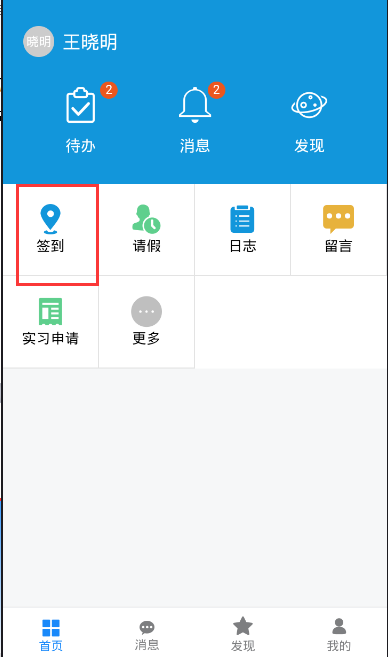 晓明 王晓明
2 2
待办 消息 发现
签到 请假 日志 留言
实习申请 更多
首页 消息 发现 我的